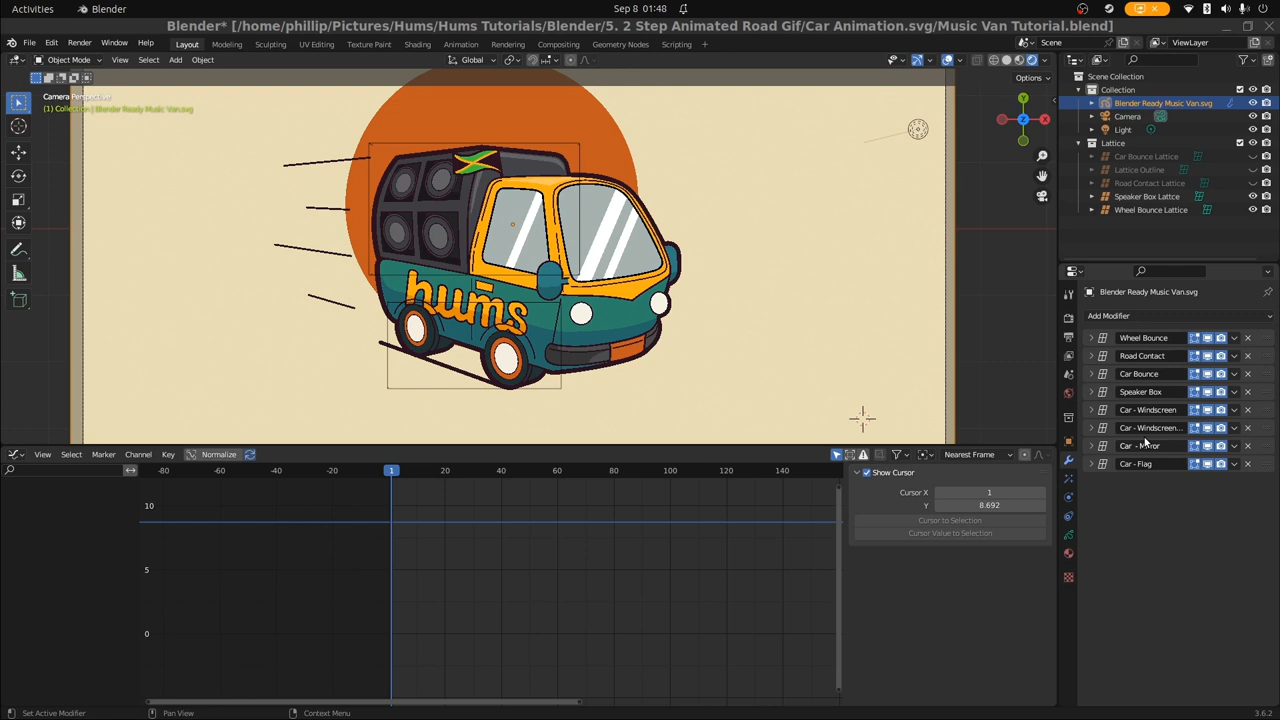 Activities
Blender
Sep 8 01:48
Blender* [/home/phillip/Pictures/Hums/Hums Tutorials/Blender/5. 2 Step Animated Road Gif/Car Animation.svg/Music Van Tutorial.blend]
File Edit Render Window Help
Layout Modeling Sculpting UV Editing Texture Paint Shading Animation Rendering Compositing Geometry Nodes Scripting +
Scene
ViewLayer
Object Mode View Select Add Object
Global
Options
Camera Perspective
(1) Collection | Blender Ready Music Van.svg
Y
X
Z
hums
Scene Collection
Collection
Blender Ready Music Van.svg
Camera
Light
Lattice
Car Bounce Lattice
Lattice Outline
Road Contact Lattice
Speaker Box Lattce
Wheel Bounce Lattice
Blender Ready Music Van.svg
Add Modifier
Wheel Bounce
Road Contact
Car Bounce
Speaker Box
Car - Windscreen
Car - Windscreen...
Car - Mirror
Car - Flag
View Select Marker Channel Key Normalize
Nearest Frame
-80 -60 -40 -20 1 20 40 60 80 100 120 140
10
5
0
Show Cursor
Cursor X 1
Y 8.692
Cursor to Selection
Cursor Value to Selection
Set Active Modifier
Pan View
Context Menu
3.6.2